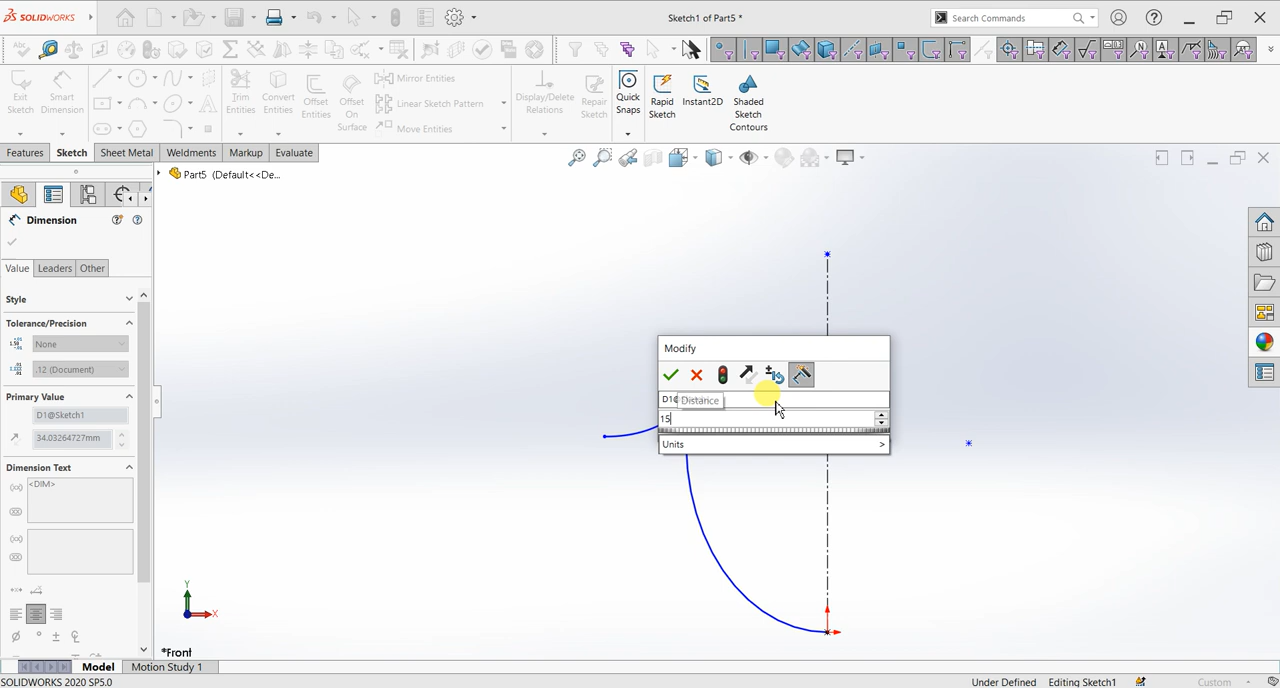 SOLIDWORKS
Sketch1 of Part5 *
Search Commands
Exit Sketch
Smart Dimension
Trim Entities
Convert Entities
Offset Entities
Offset On Surface
Mirror Entities
Linear Sketch Pattern
Move Entities
Display/Delete Relations
Repair Sketch
Quick Snaps
Rapid Sketch
Instant2D
Shaded Sketch Contours
Features
Sketch
Sheet Metal
Weldments
Markup
Evaluate
Part5 (Default<<De...
Dimension
Value
Leaders
Other
Style
Tolerance/Precision
None
.12 (Document)
Primary Value
D1@Sketch1
34.03264727mm
Dimension Text
<DIM>
Modify
D1@
Distance
15
Units
Y
X
*Front
Model
Motion Study 1
SOLIDWORKS 2020 SP5.0
Under Defined
Editing Sketch1
Custom